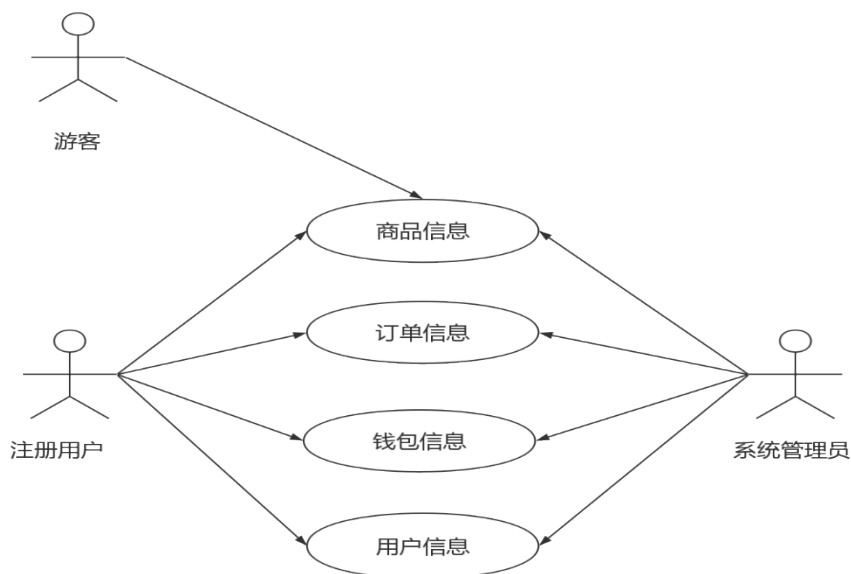 游客
商品信息
订单信息
注册用户
钱包信息
系统管理员
用户信息